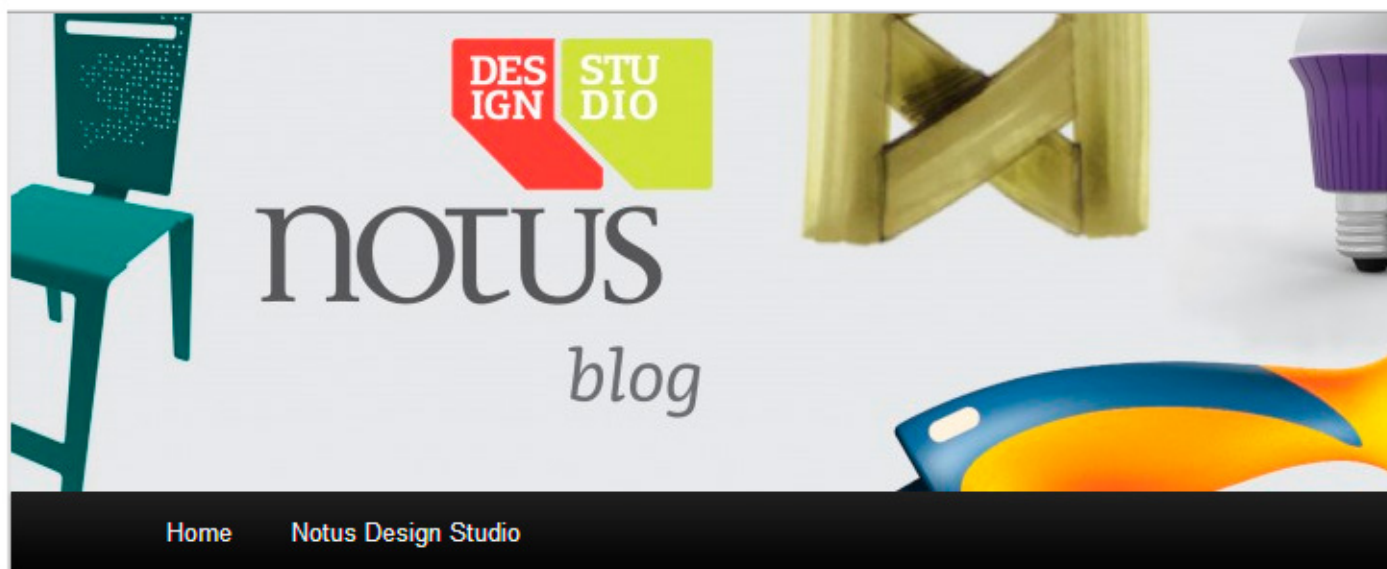 DES STU
IGN DIO
notus
blog
Home Notus Design Studio